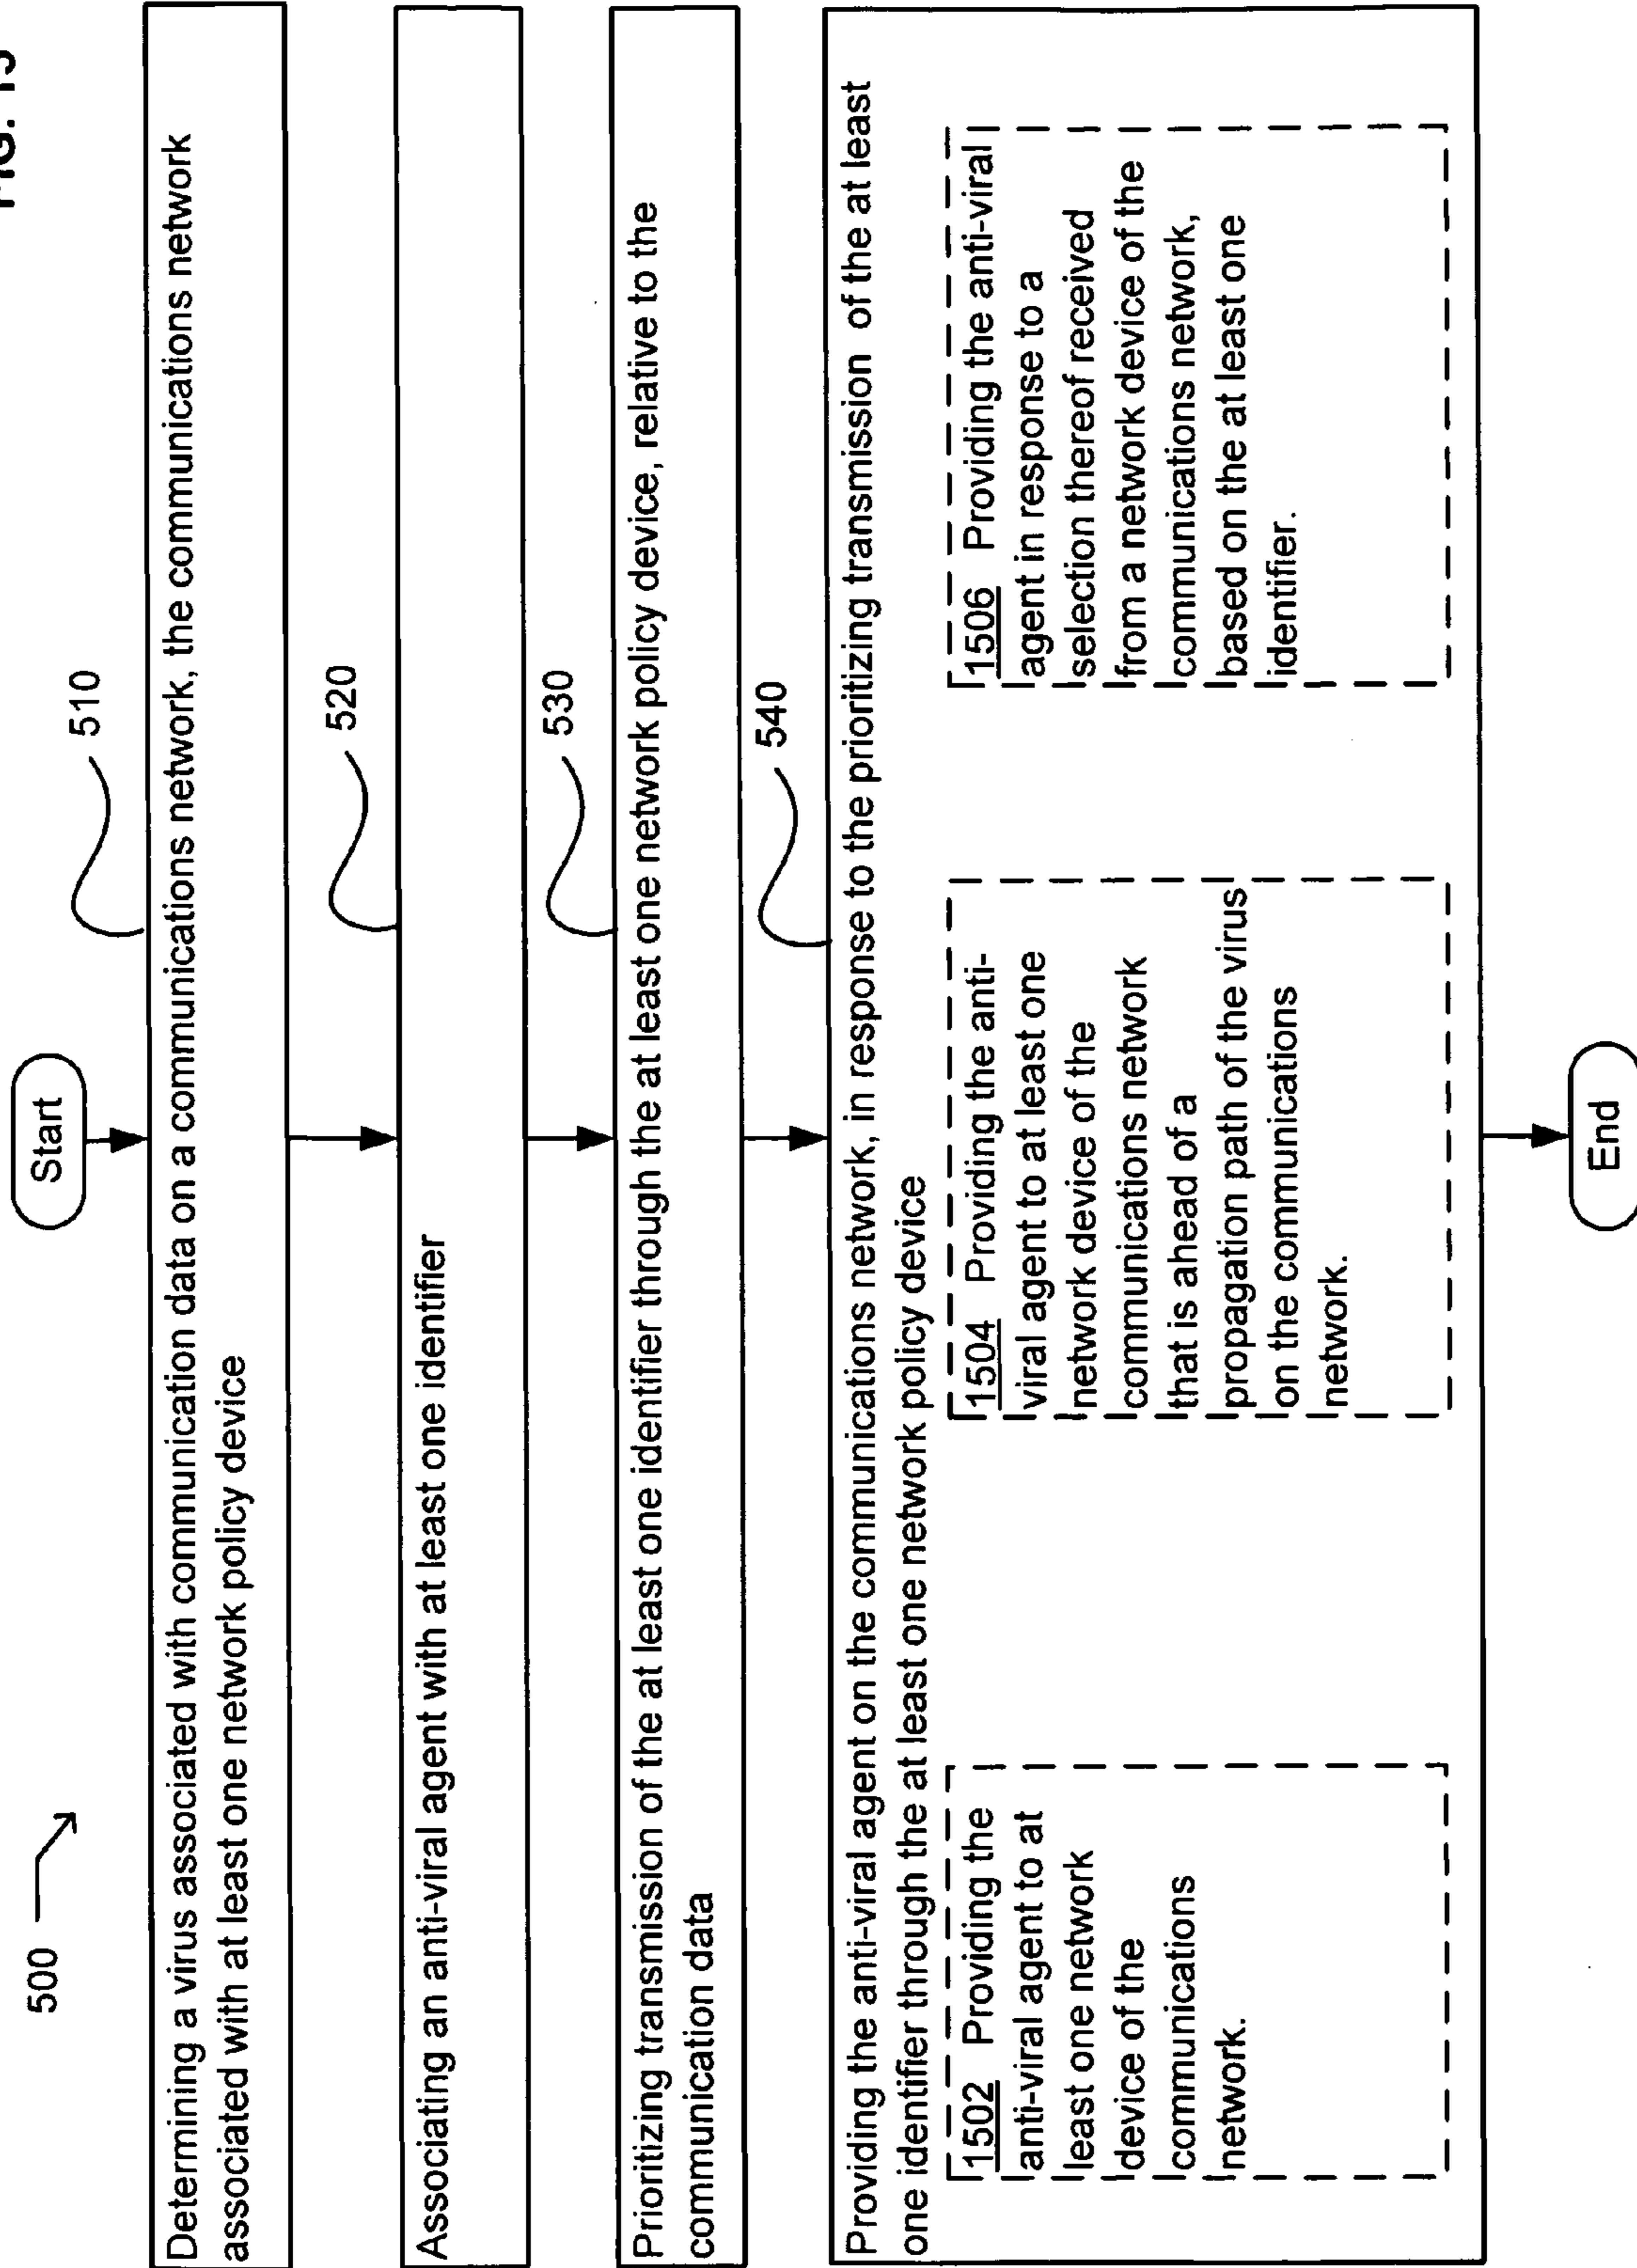 FIG. 15
500
Start
510
Determining a virus associated with communication data on a communications network, the communications network
associated with at least one network policy device
520
Associating an anti-viral agent with at least one identifier
530
Prioritizing transmission of the at least one identifier through the at least one network policy device, relative to the
communication data
540
Providing the anti-viral agent on the communications network, in response to the prioritizing transmission of the at least
one identifier through the at least one network policy device
1502 Providing the
anti-viral agent to at
least one network
device of the
communications
network.
1504 Providing the anti-
viral agent to at least one
network device of the
communications network
that is ahead of a
propagation path of the virus
on the communications
network.
1506 Providing the anti-viral
agent in response to a
selection thereof received
from a network device of the
communications network,
based on the at least one
identifier.
End